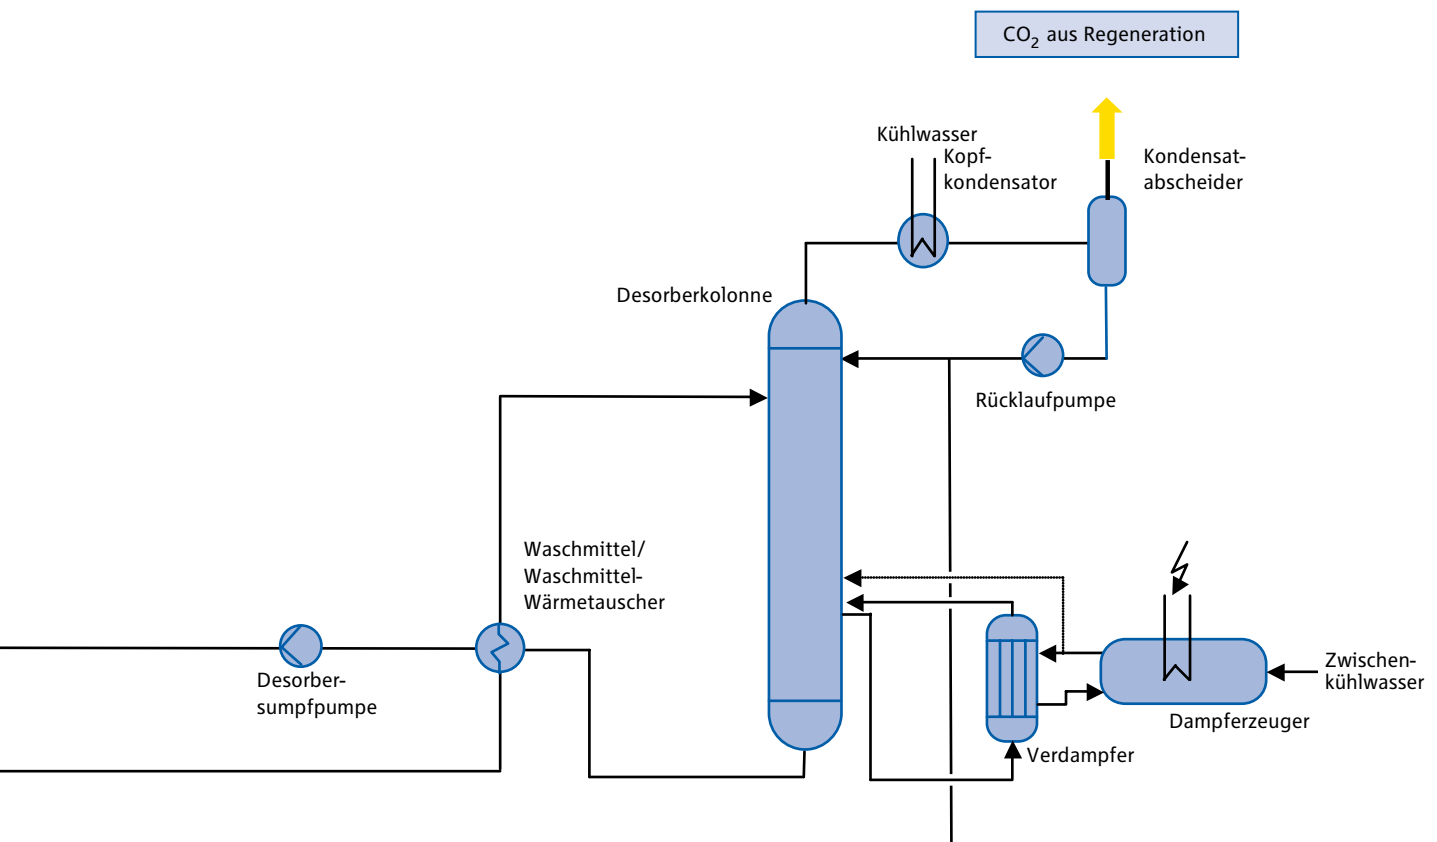 CO2 aus Regeneration
Kühlwasser
Kopf-
kondensator
Kondensat-
abscheider
Desorberkolonne
Rücklaufpumpe
Waschmittel/
Waschmittel-
Wärmetauscher
Desorber-
sumpfpumpe
Zwischen-
kühlwasser
Dampferzeuger
Verdampfer